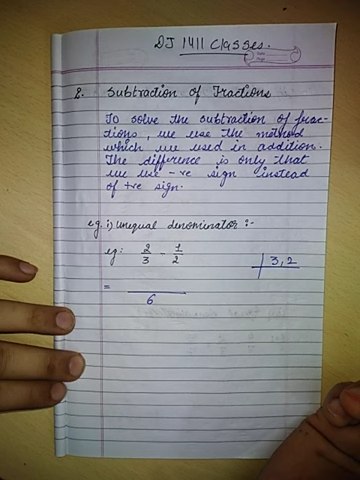 DJ 1411 Classes.
2. Subtraction of Fractions
To solve the subtraction of frac-
tions, we use the method
which we used in addition.
The difference is only that
we use -ve sign instead
of +ve sign.
eg. i) Unequal denominator :-
eg: 2/3 - 1/2
3, 2
= 
6